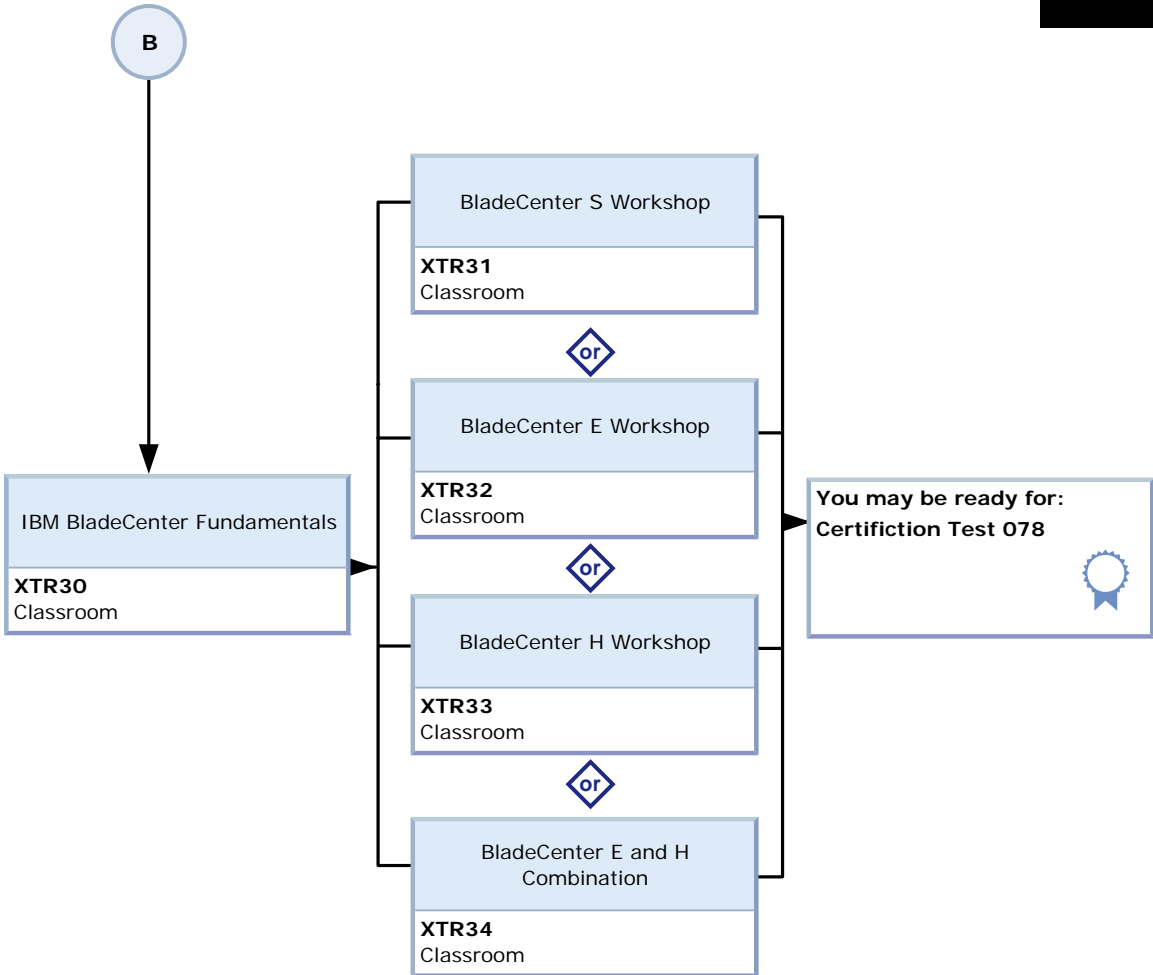 B
BladeCenter S Workshop
XTR31
Classroom
or
BladeCenter E Workshop
XTR32
Classroom
IBM BladeCenter Fundamentals
XTR30
Classroom
You may be ready for:
Certifiction Test 078
or
BladeCenter H Workshop
XTR33
Classroom
or
BladeCenter E and H
Combination
XTR34
Classroom